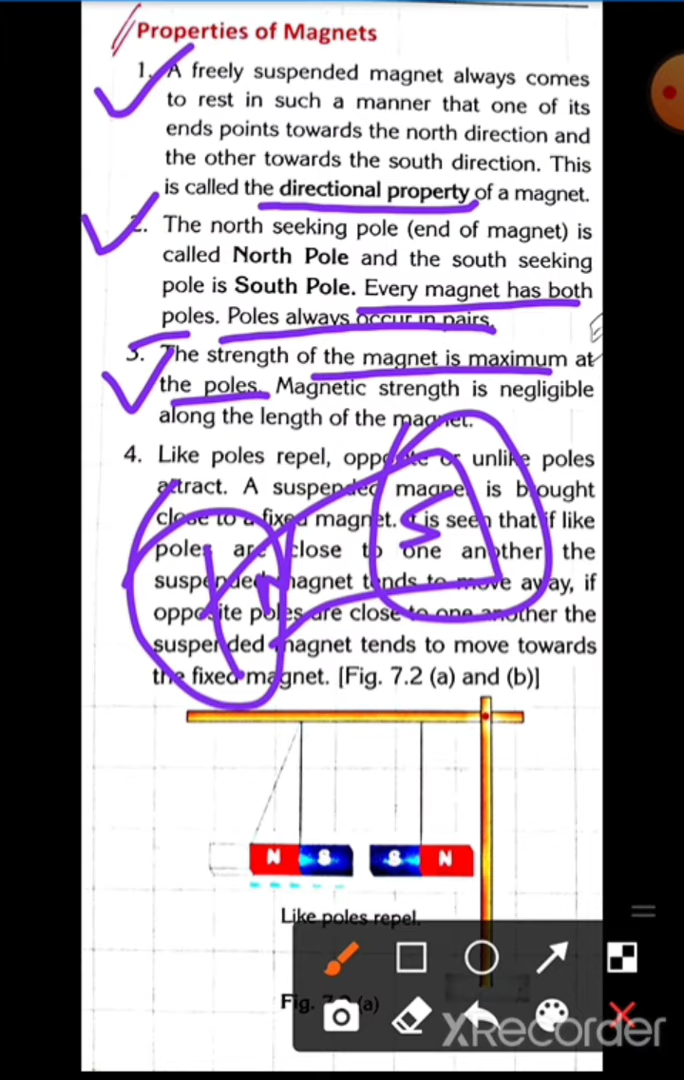 Properties of Magnets
1. A freely suspended magnet always comes
to rest in such a manner that one of its
ends points towards the north direction and
the other towards the south direction. This
is called the directional property of a magnet.
2. The north seeking pole (end of magnet) is
called North Pole and the south seeking
pole is South Pole. Every magnet has both
poles. Poles always occur in pairs.
3. The strength of the magnet is maximum at
the poles. Magnetic strength is negligible
along the length of the magnet.
4. Like poles repel, opposite or unlike poles
attract. A suspended magnet is brought
close to a fixed magnet. It is seen that if like
poles are close to one another the
suspended magnet tends to move away, if
opposite poles are close to one another the
suspended magnet tends to move towards
the fixed magnet. [Fig. 7.2 (a) and (b)]
S
N
N S S N
Like poles repel.
Fig. 7.2 (a)
XRecorder